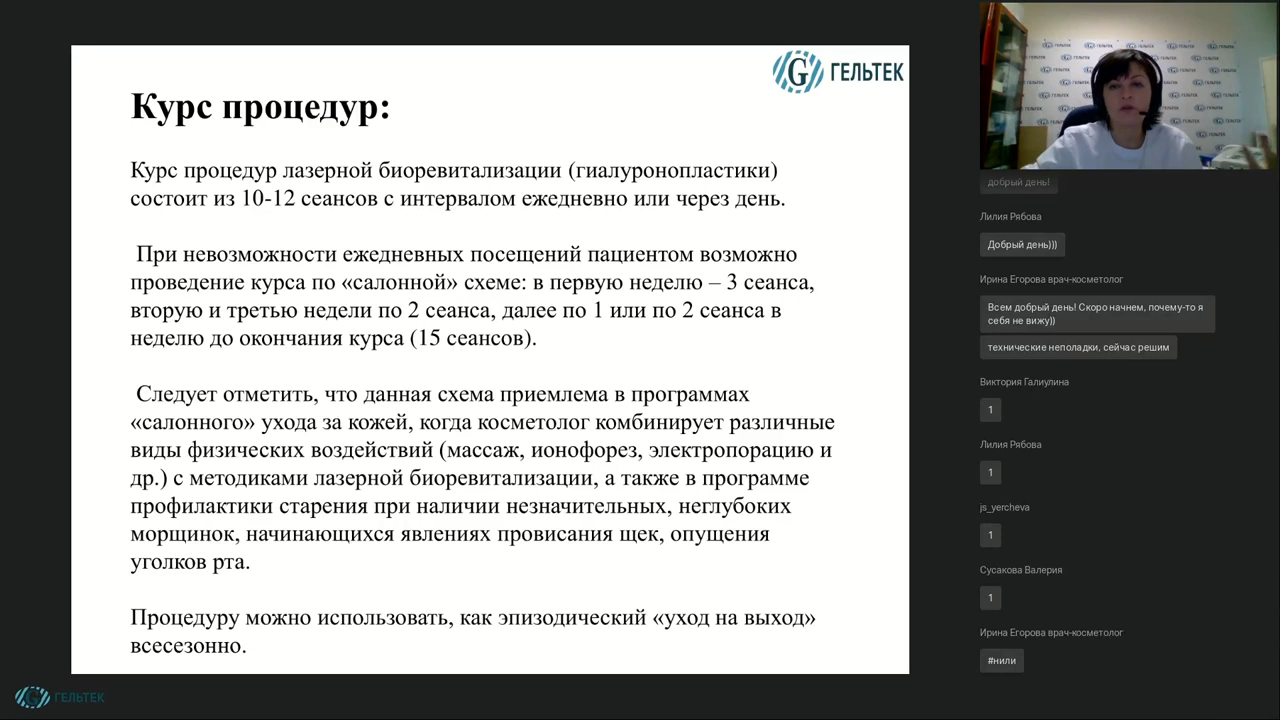 ГЕЛЬТЕК
Курс процедур:
Курс процедур лазерной биоревитализации (гиалуронопластики)
состоит из 10-12 сеансов с интервалом ежедневно или через день.
При невозможности ежедневных посещений пациентом возможно
проведение курса по «салонной» схеме: в первую неделю – 3 сеанса,
вторую и третью недели по 2 сеанса, далее по 1 или по 2 сеанса в
неделю до окончания курса (15 сеансов).
Следует отметить, что данная схема приемлема в программах
«салонного» ухода за кожей, когда косметолог комбинирует различные
виды физических воздействий (массаж, ионофорез, электропорацию и
др.) с методиками лазерной биоревитализации, а также в программе
профилактики старения при наличии незначительных, неглубоких
морщинок, начинающихся явлениях провисания щек, опущения
уголков рта.
Процедуру можно использовать, как эпизодический «уход на выход»
всесезонно.
ГЕЛЬТЕК
добрый день!
Лилия Рябова
Добрый день)))
Ирина Егорова врач-косметолог
Всем добрый день! Скоро начнем, почему-то я
себя не вижу))
технические неполадки, сейчас решим
Виктория Галиулина
1
Лилия Рябова
1
js_yercheva
1
Сусакова Валерия
1
Ирина Егорова врач-косметолог
#нили